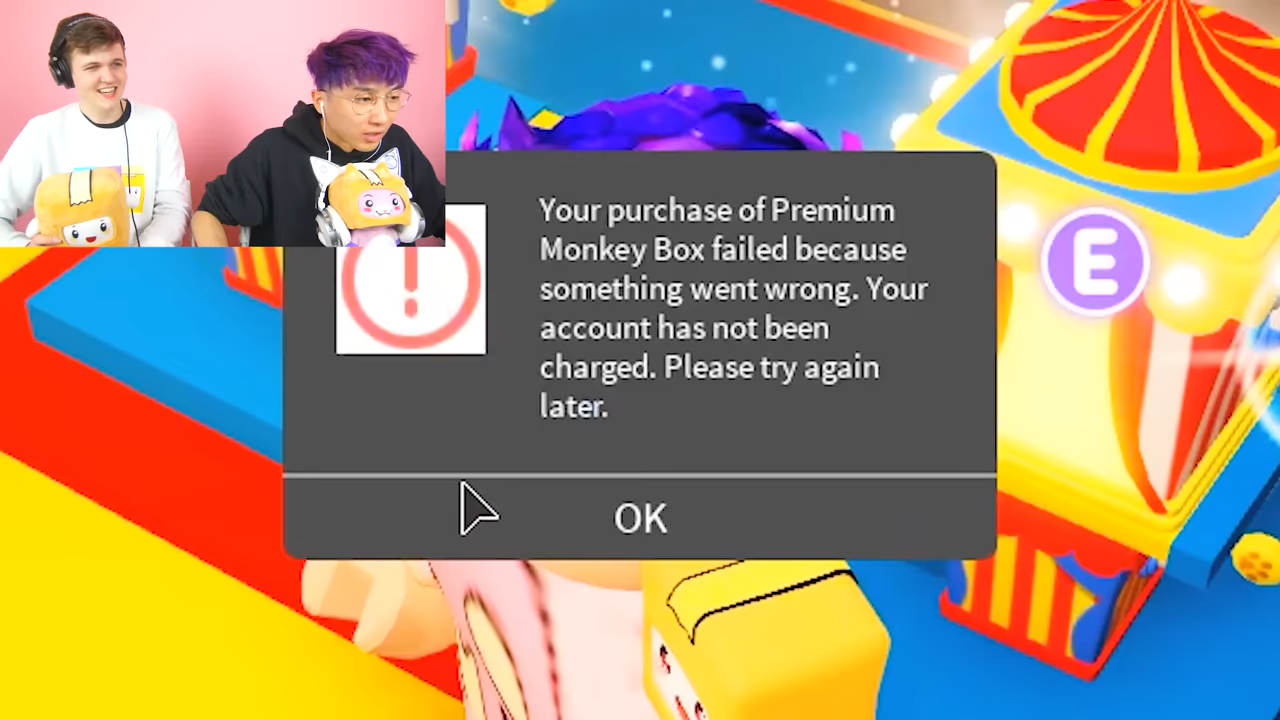 Your purchase of Premium
Monkey Box failed because
something went wrong. Your
account has not been
charged. Please try again
later.
OK
E